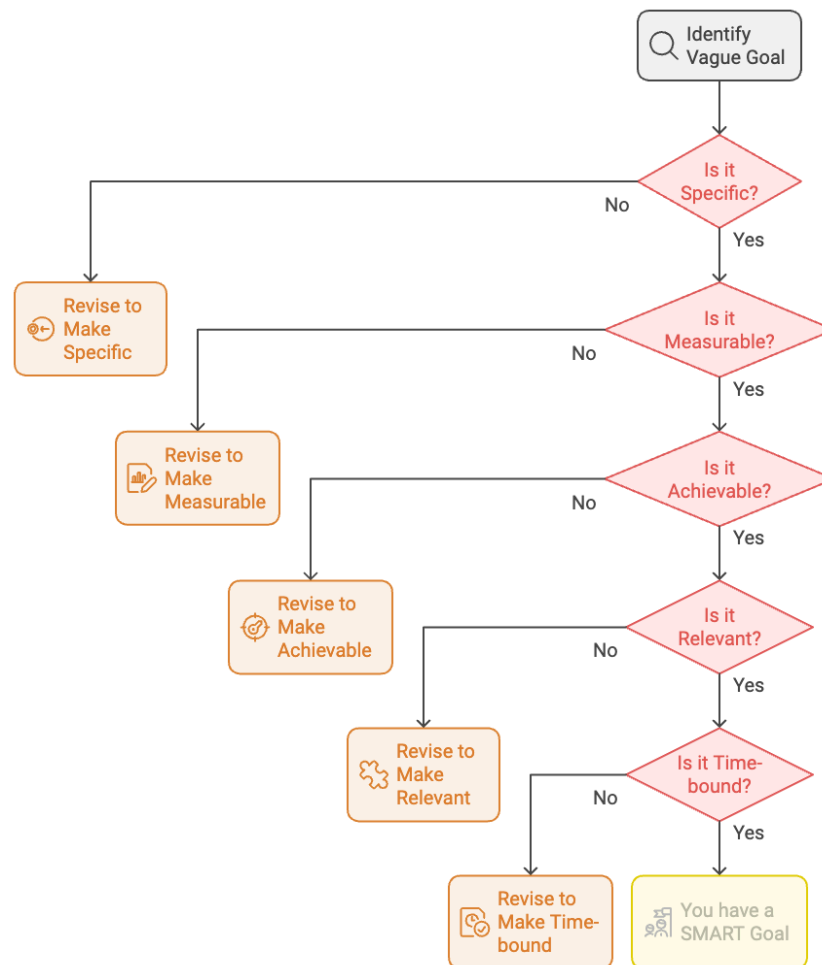 Identify
Vague Goal
Is it
Specific?
No
Yes
Revise to
Make
Specific
Is it
Measurable?
No
Yes
Revise to
Make
Measurable
Is it
Achievable?
No
Yes
Revise to
Make
Achievable
Is it
Relevant?
No
Yes
Revise to
Make
Relevant
Is it Time-
bound?
No
Yes
Revise to
Make Time-
bound
You have a
SMART Goal